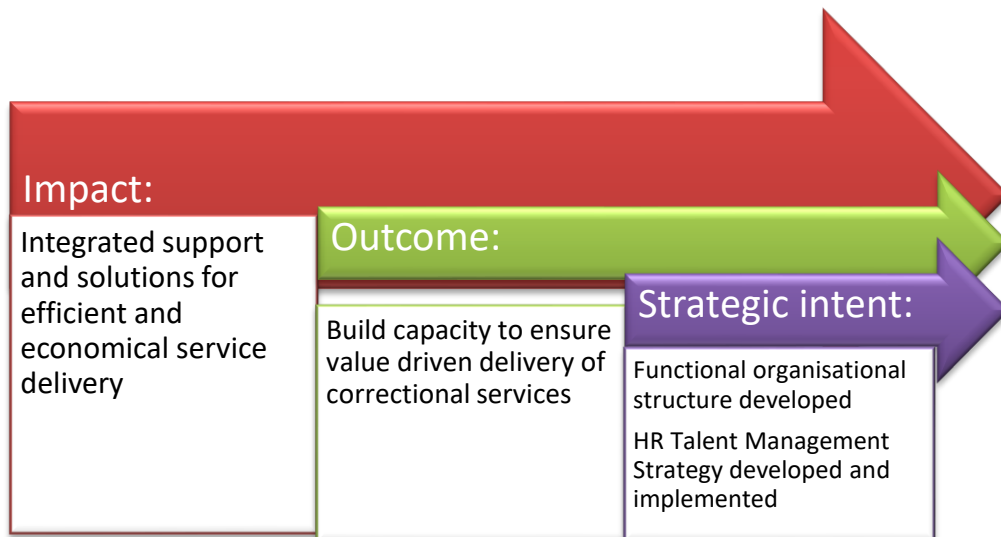 Impact:
Integrated support
and solutions for
efficient and
economical service
delivery
Outcome:
Build capacity to ensure
value driven delivery of
correctional services
Strategic intent:
Functional organisational
structure developed
HR Talent Management
Strategy developed and
implemented